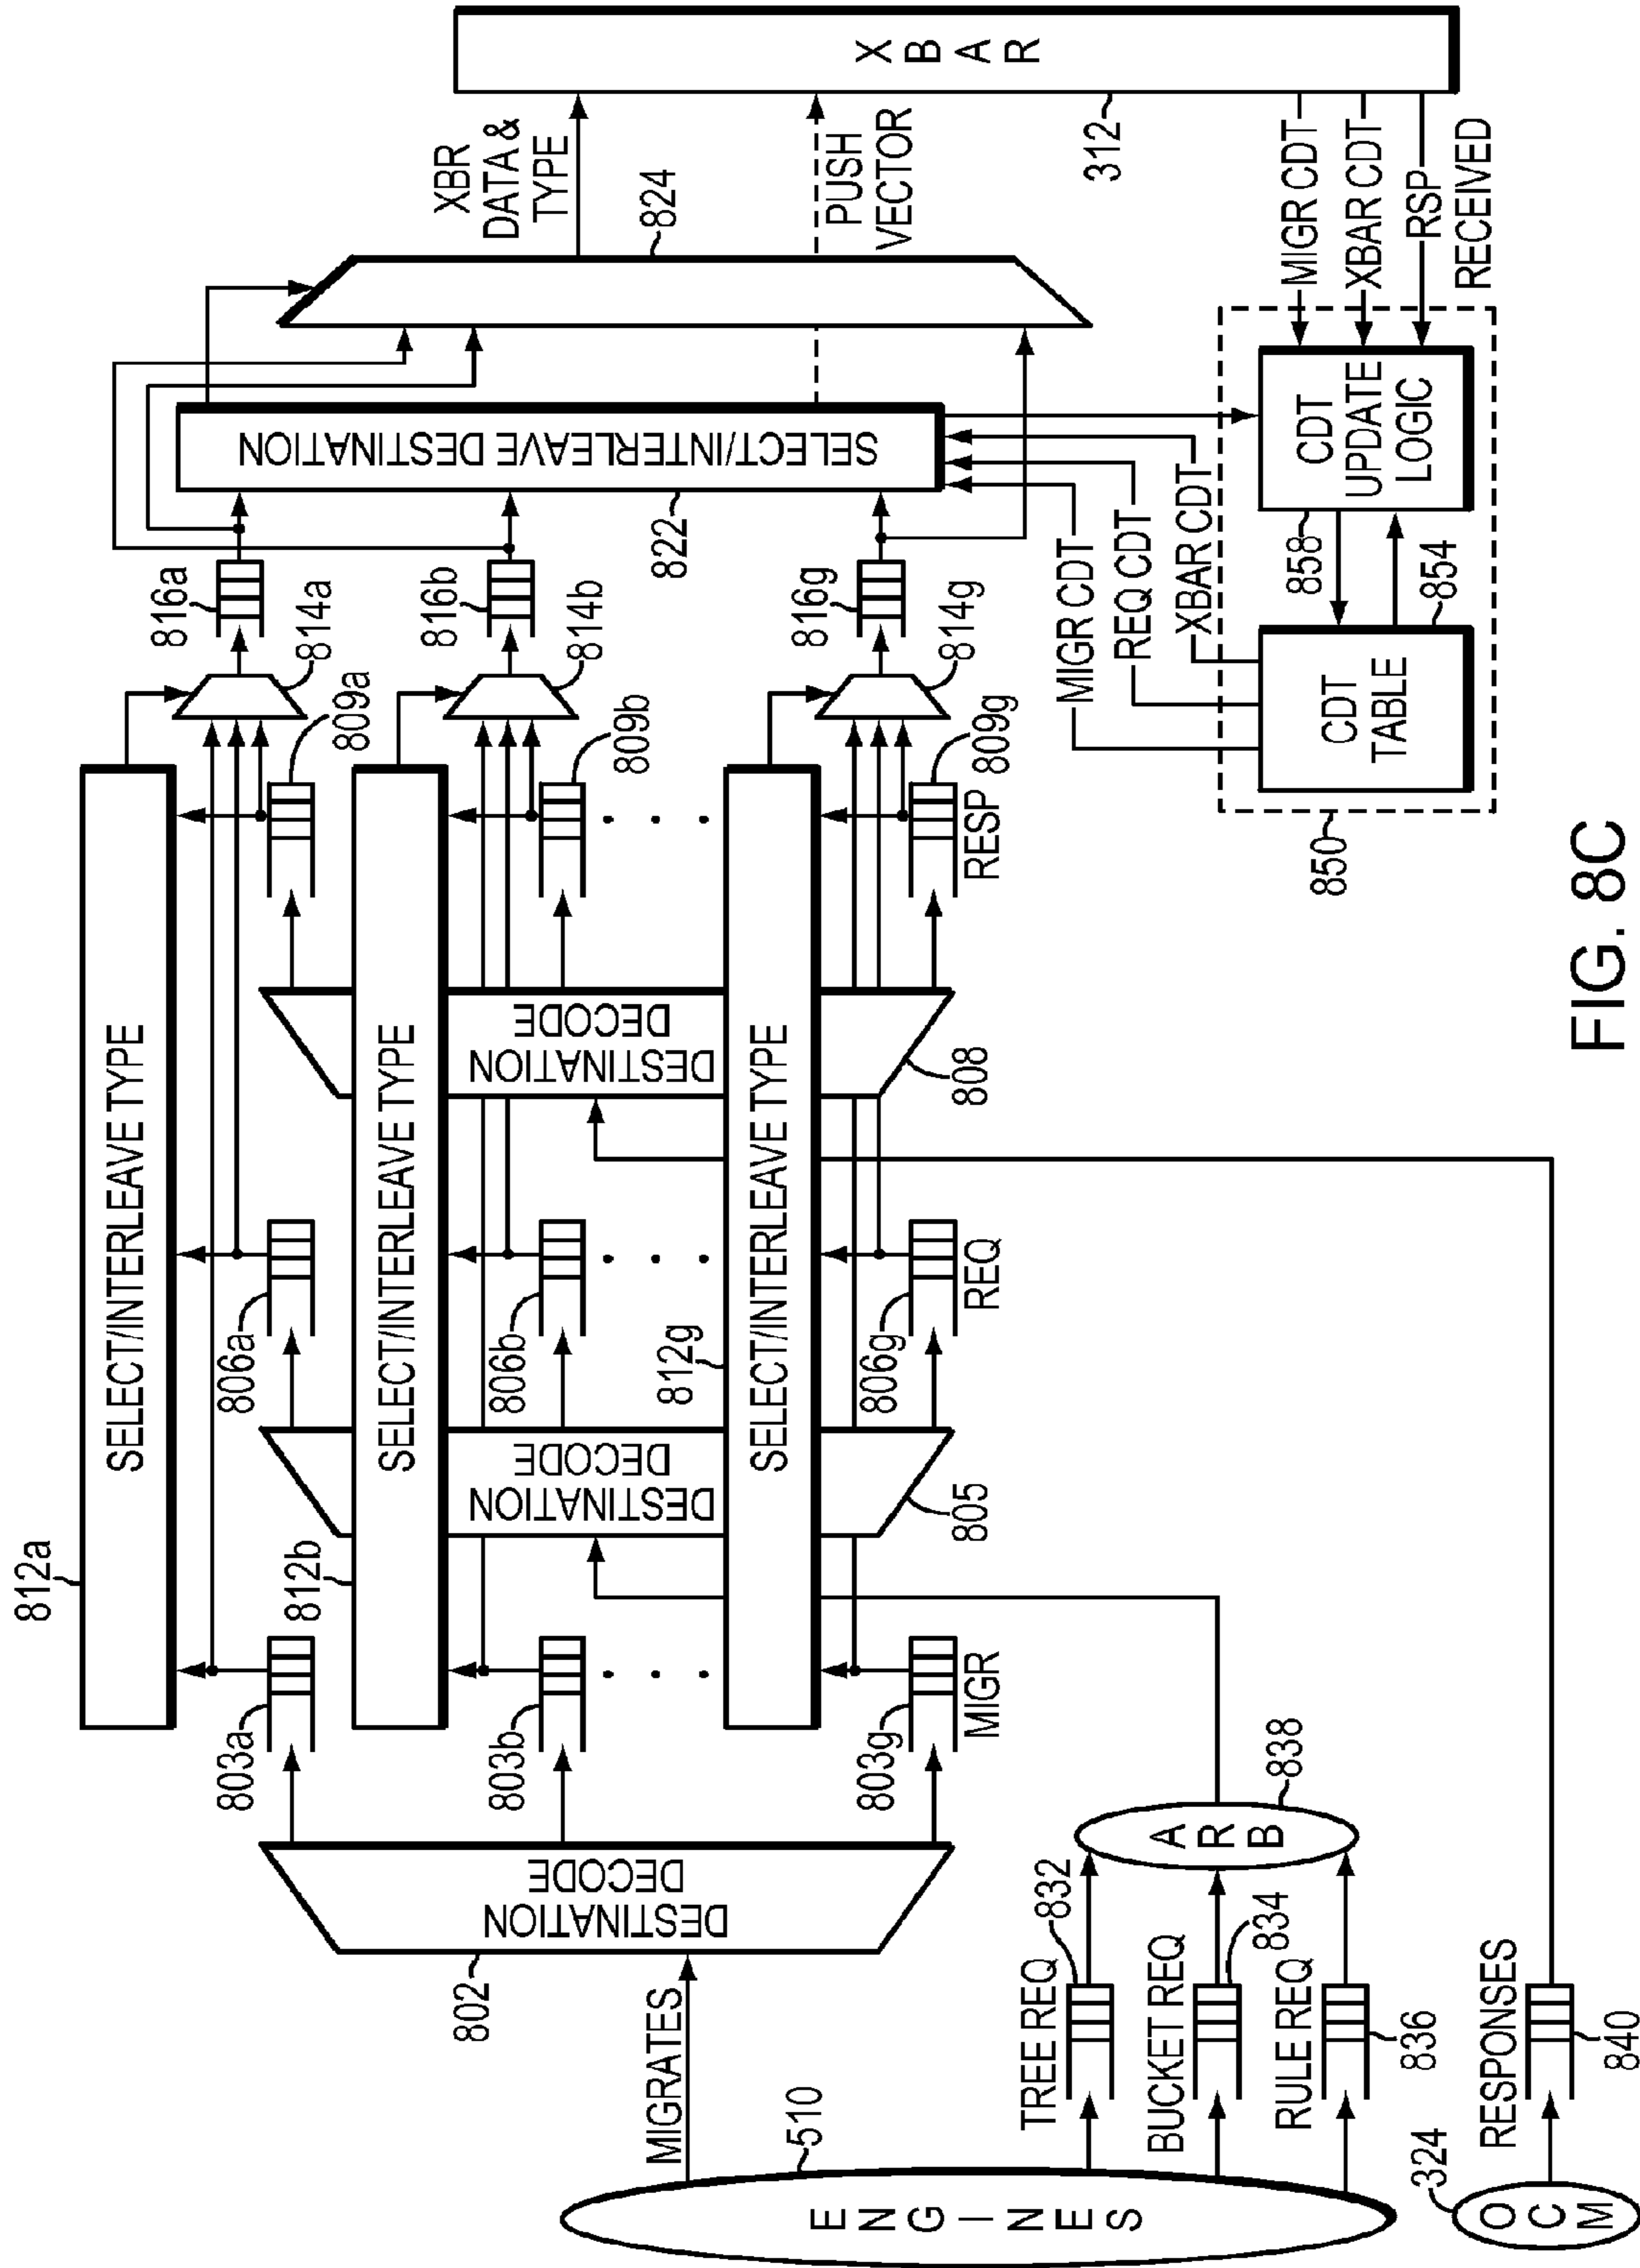 812a
SELECT/INTERLEAVE TYPE
803a
806a
809a
814a
816a
DESTINATION
DECODE
802
MIGRATES
812b
SELECT/INTERLEAVE TYPE
803b
806b
809b
814b
816b
DESTINATION
DECODE
805
DESTINATION
DECODE
808
812g
SELECT/INTERLEAVE TYPE
803g
MIGR
806g
REQ
809g
RESP
814g
816g
SELECT/INTERLEAVE DESTINATION
822
824
XBR
DATA &
TYPE
PUSH
VECTOR
XBAR
312
ENGINES
510
TREE REQ
832
BUCKET REQ
834
RULE REQ
836
ARB
838
OCM
324
RESPONSES
840
MIGR CDT
REQ CDT
XBAR CDT
MIGR CDT
XBAR CDT
RSP
RECEIVED
850
CDT
TABLE
854
CDT
UPDATE
LOGIC
858
FIG. 8C